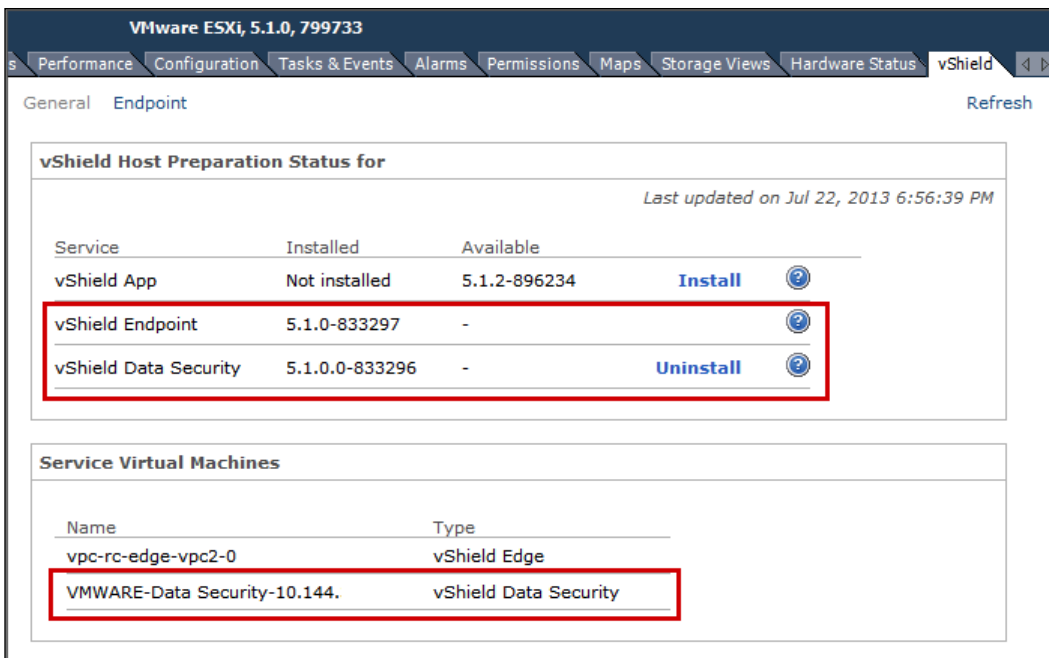 VMware ESXi, 5.1.0, 799733
s Performance Configuration Tasks & Events Alarms Permissions Maps Storage Views Hardware Status vShield
General Endpoint Refresh
vShield Host Preparation Status for
Last updated on Jul 22, 2013 6:56:39 PM
Service Installed Available
vShield App Not installed 5.1.2-896234 Install ?
vShield Endpoint 5.1.0-833297 - ?
vShield Data Security 5.1.0.0-833296 - Uninstall ?
Service Virtual Machines
Name Type
vpc-rc-edge-vpc2-0 vShield Edge
VMWARE-Data Security-10.144. vShield Data Security